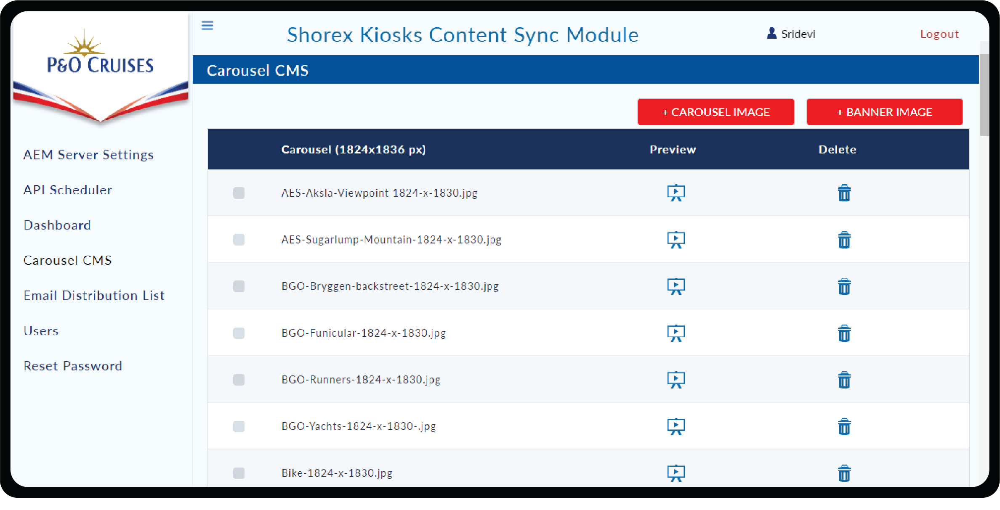 P&O CRUISES
Shorex Kiosks Content Sync Module
Sridevi
Logout
Carousel CMS
+ CAROUSEL IMAGE
+ BANNER IMAGE
AEM Server Settings
API Scheduler
Dashboard
Carousel CMS
Email Distribution List
Users
Reset Password
Carousel (1824x1836 px) Preview Delete
AES-Aksla-Viewpoint 1824-x-1830.jpg
AES-Sugarlump-Mountain-1824-x-1830.jpg
BGO-Bryggen-backstreet-1824-x-1830.jpg
BGO-Funicular-1824-x-1830.jpg
BGO-Runners-1824-x-1830.jpg
BGO-Yachts-1824-x-1830-.jpg
Bike-1824-x-1830.jpg